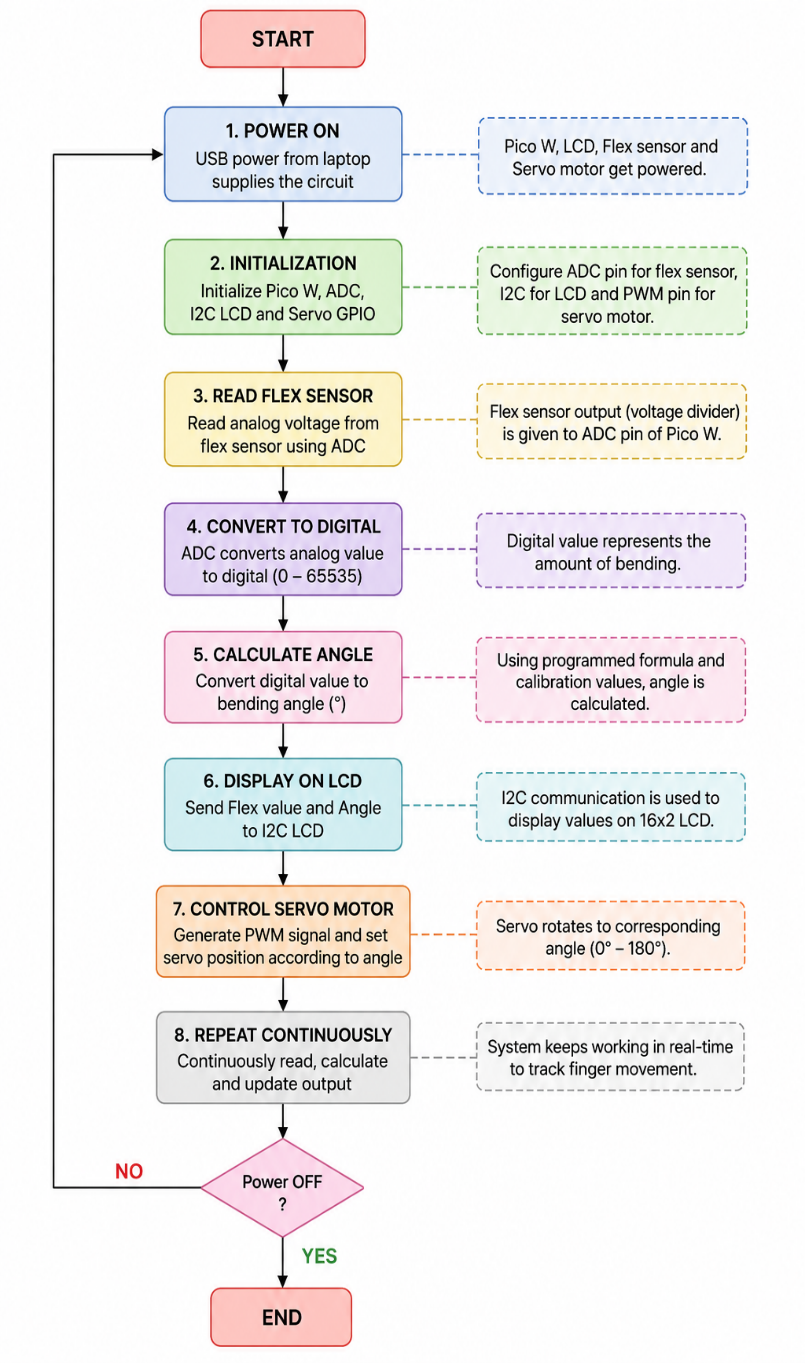 START
1. POWER ON
USB power from laptop
supplies the circuit
Pico W, LCD, Flex sensor and
Servo motor get powered.
2. INITIALIZATION
Initialize Pico W, ADC,
I2C LCD and Servo GPIO
Configure ADC pin for flex sensor,
I2C for LCD and PWM pin for
servo motor.
3. READ FLEX SENSOR
Read analog voltage from
flex sensor using ADC
Flex sensor output (voltage divider)
is given to ADC pin of Pico W.
4. CONVERT TO DIGITAL
ADC converts analog value
to digital (0 – 65535)
Digital value represents the
amount of bending.
5. CALCULATE ANGLE
Convert digital value to
bending angle (°)
Using programmed formula and
calibration values, angle is
calculated.
6. DISPLAY ON LCD
Send Flex value and Angle
to I2C LCD
I2C communication is used to
display values on 16x2 LCD.
7. CONTROL SERVO MOTOR
Generate PWM signal and set
servo position according to angle
Servo rotates to corresponding
angle (0° – 180°).
8. REPEAT CONTINUOUSLY
Continuously read, calculate
and update output
System keeps working in real-time
to track finger movement.
Power OFF
?
NO
YES
END